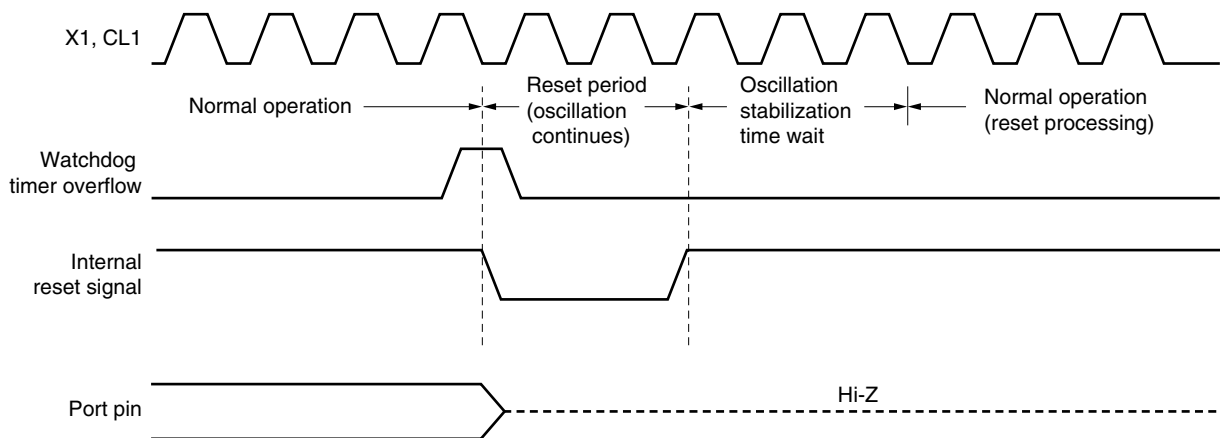 X1, CL1
Normal operation
Reset period
(oscillation
continues)
Oscillation
stabilization
time wait
Normal operation
(reset processing)
Watchdog
timer overflow
Internal
reset signal
Port pin
Hi-Z